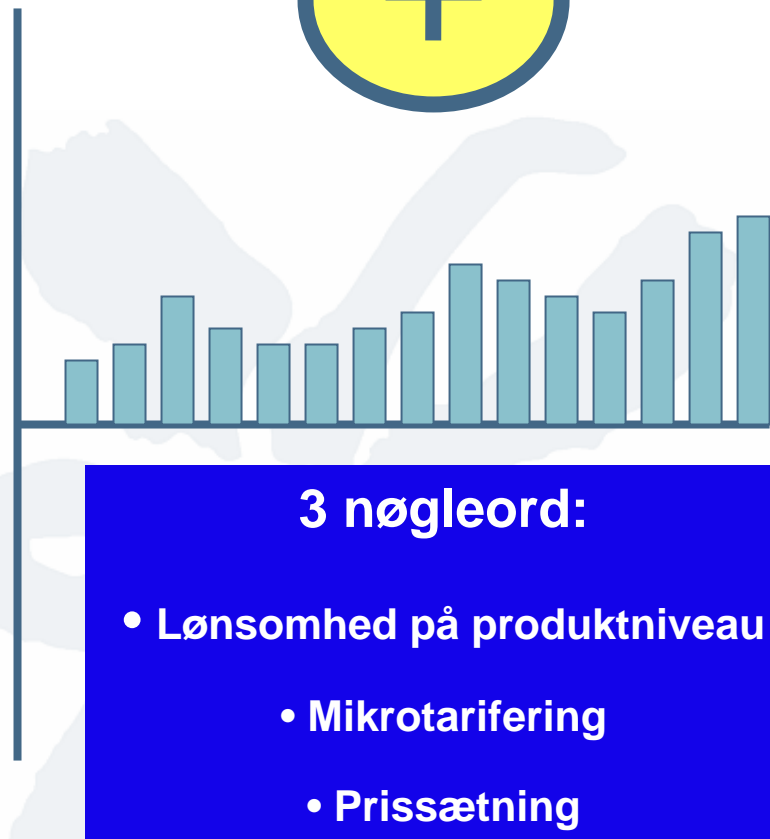 +
3 nøgleord:
• Lønsomhed på produktniveau
• Mikrotarifering
• Prissætning